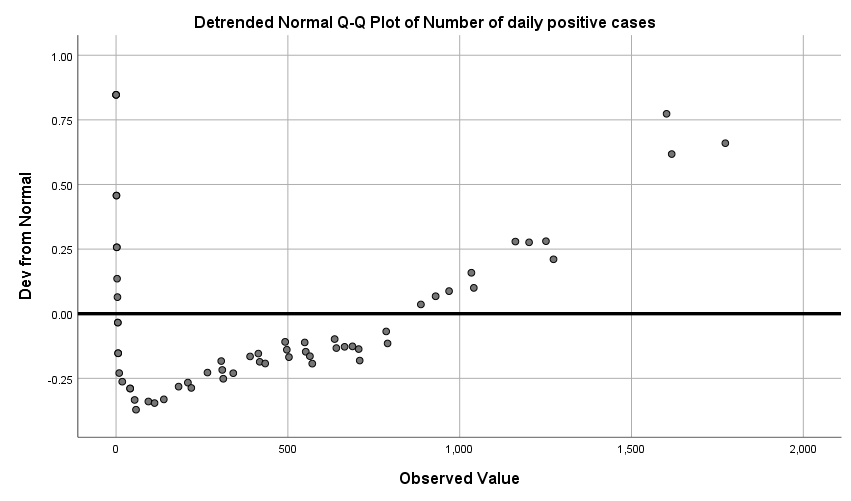 Detrended Normal Q-Q Plot of Number of daily positive cases
1.00
0.75
0.50
0.25
0.00
-0.25
Dev from Normal
0 500 1,000 1,500 2,000
Observed Value